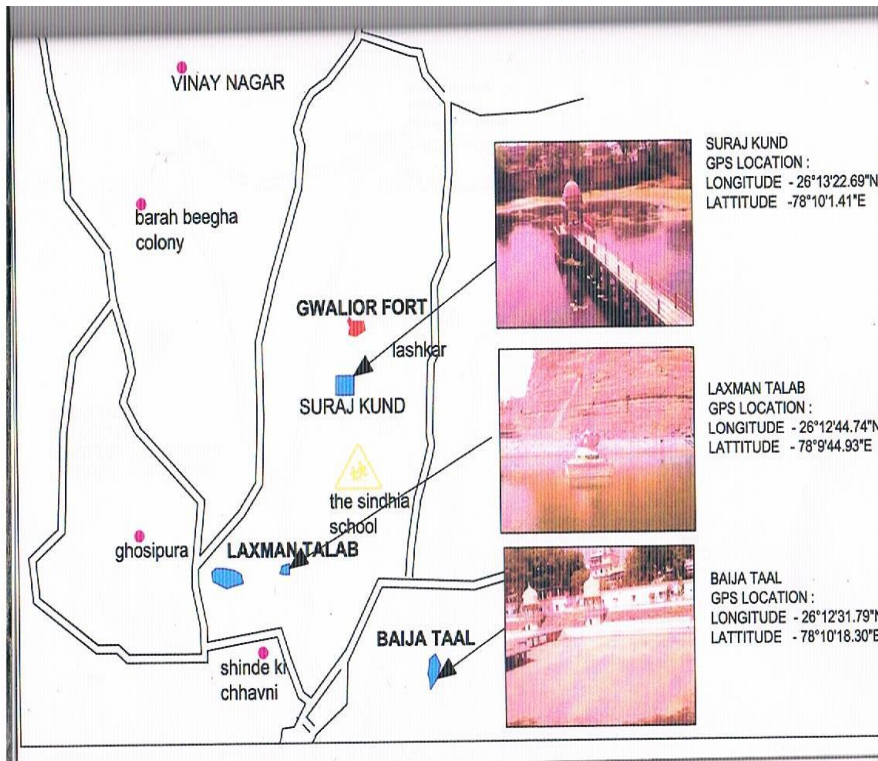 VINAY NAGAR
barah beegha
colony
GWALIOR FORT
lashkar
SURAJ KUND
the sindhia
school
ghosipura
LAXMAN TALAB
BAIJA TAAL
shinde ki
chhavni
SURAJ KUND
GPS LOCATION :
LONGITUDE - 26°13'22.69"N
LATTITUDE -78°10'1.41"E
LAXMAN TALAB
GPS LOCATION :
LONGITUDE - 26°12'44.74"N
LATTITUDE - 78°9'44.93"E
BAIJA TAAL
GPS LOCATION :
LONGITUDE - 26°12'31.79"N
LATTITUDE - 78°10'18.30"E